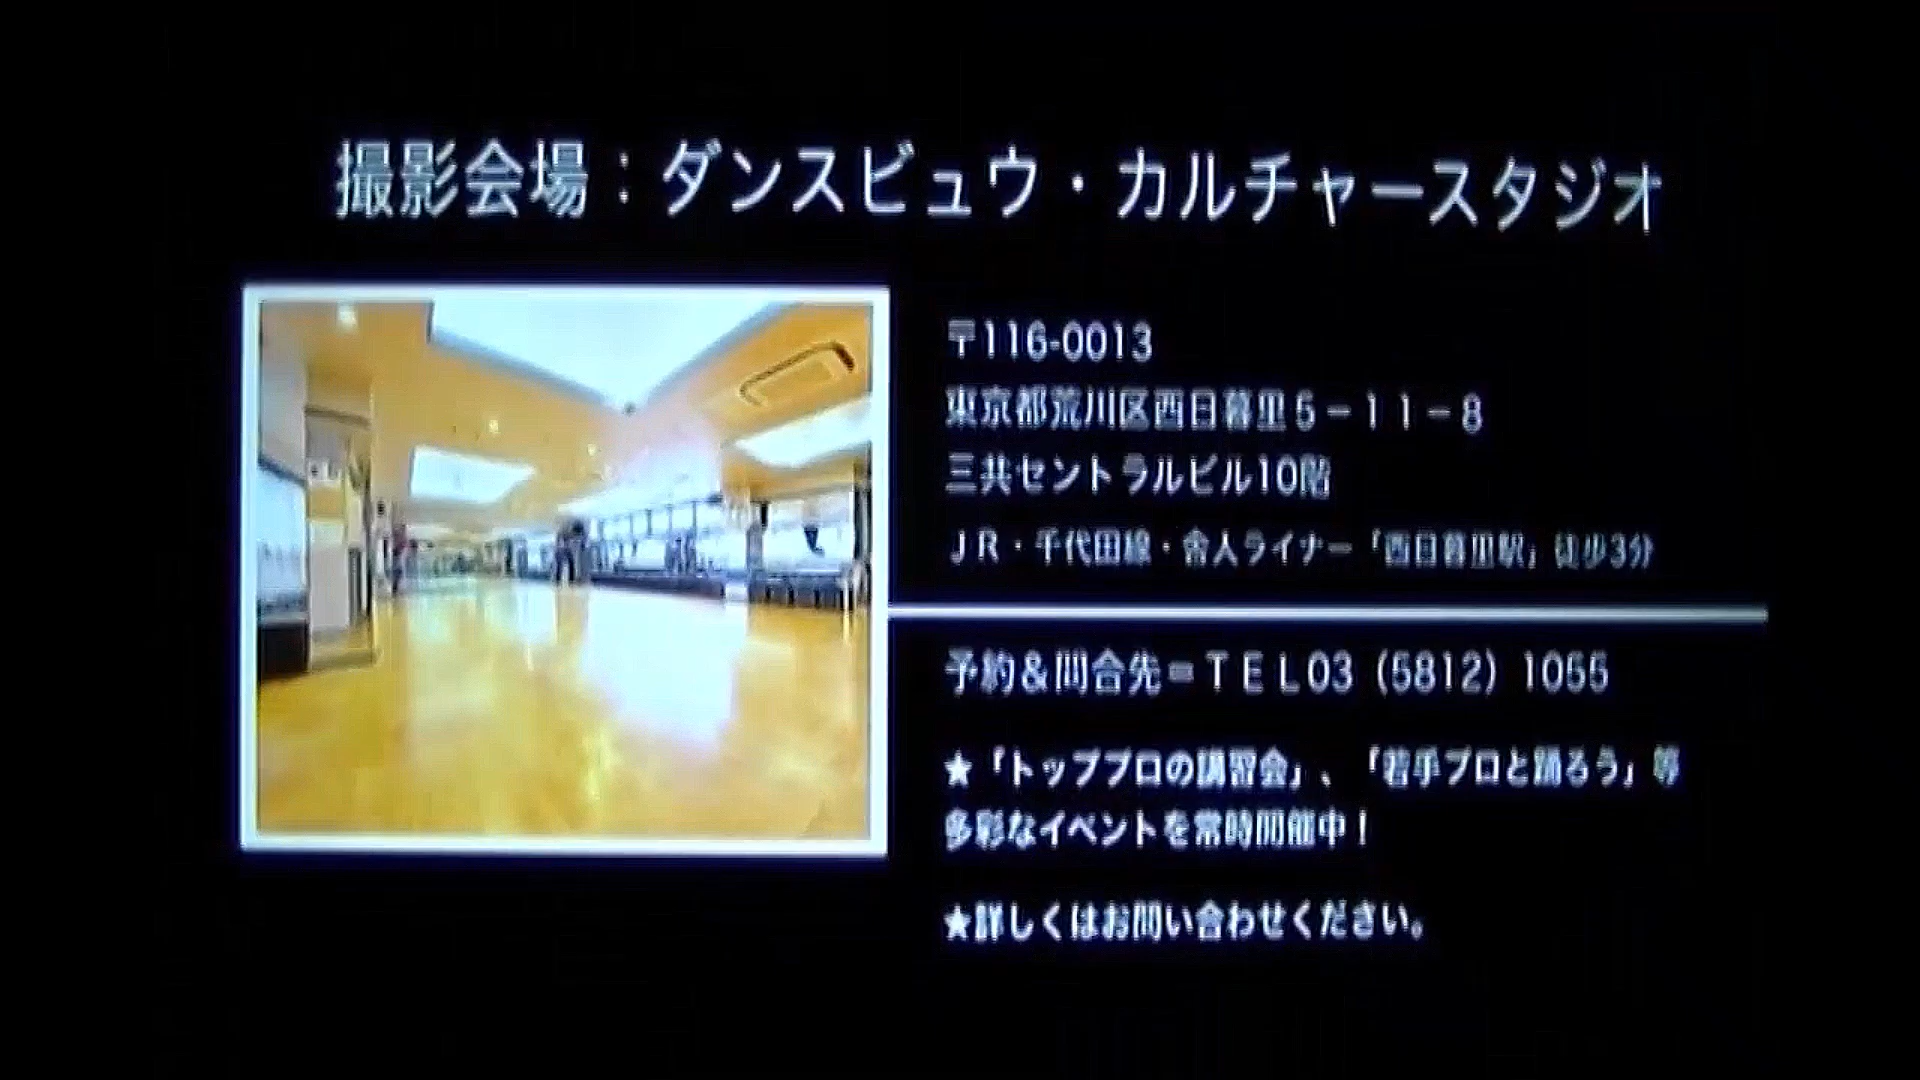 撮影会場：ダンスビュウ・カルチャースタジオ
〒116-0013
東京都荒川区西日暮里５－１１－８
三共セントラルビル10階
ＪＲ・千代田線・舎人ライナー「西日暮里駅」徒歩3分
予約＆問合先＝ＴＥＬ03（5812）1055
★「トッププロの講習会」、「若手プロと踊ろう」等
多彩なイベントを常時開催中！
★詳しくはお問い合わせください。